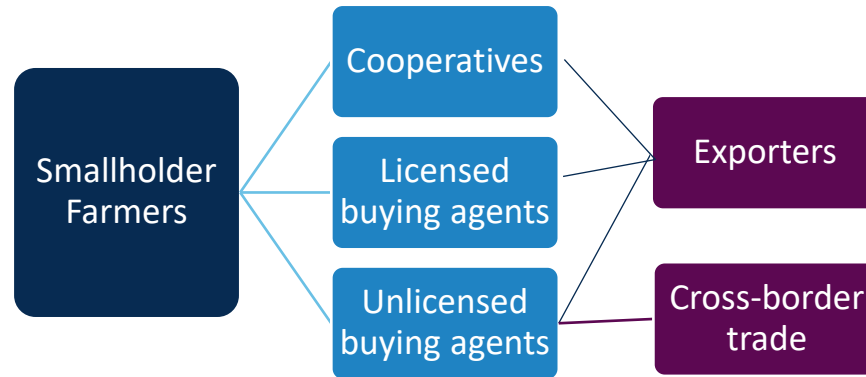 Smallholder
Farmers
Cooperatives
Licensed
buying agents
Unlicensed
buying agents
Exporters
Cross-border
trade